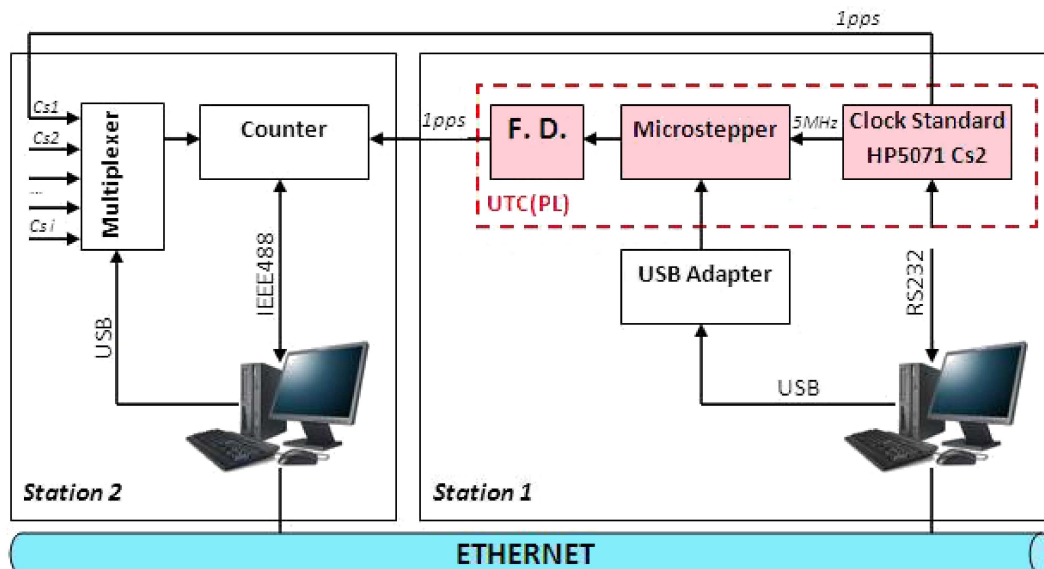 1pps
Cs1
Cs2
...
Cs i
Multiplexer
Counter
1pps
F. D.
Microstepper
5MHz
Clock Standard
HP5071 Cs2
UTC(PL)
USB Adapter
USB
IEEE488
RS232
USB
Station 2
Station 1
ETHERNET